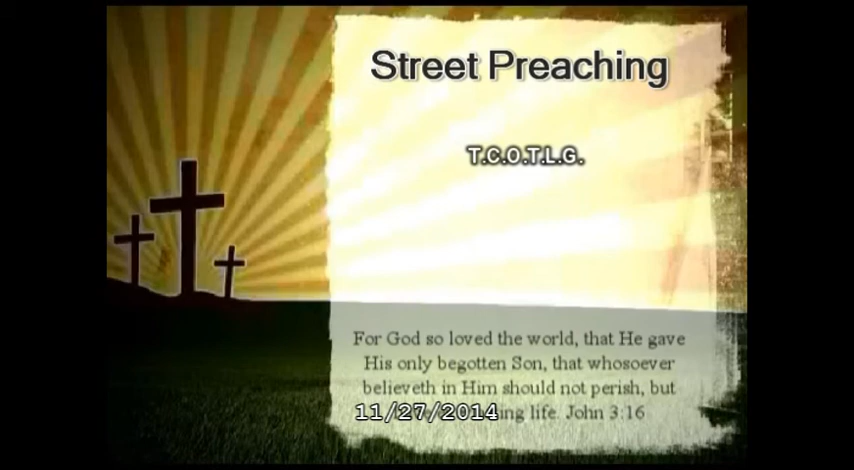 Street Preaching
T.C.O.T.L.G.
For God so loved the world, that He gave
His only begotten Son, that whosoever
believeth in Him should not perish, but
11/27/2014 life. John 3:16